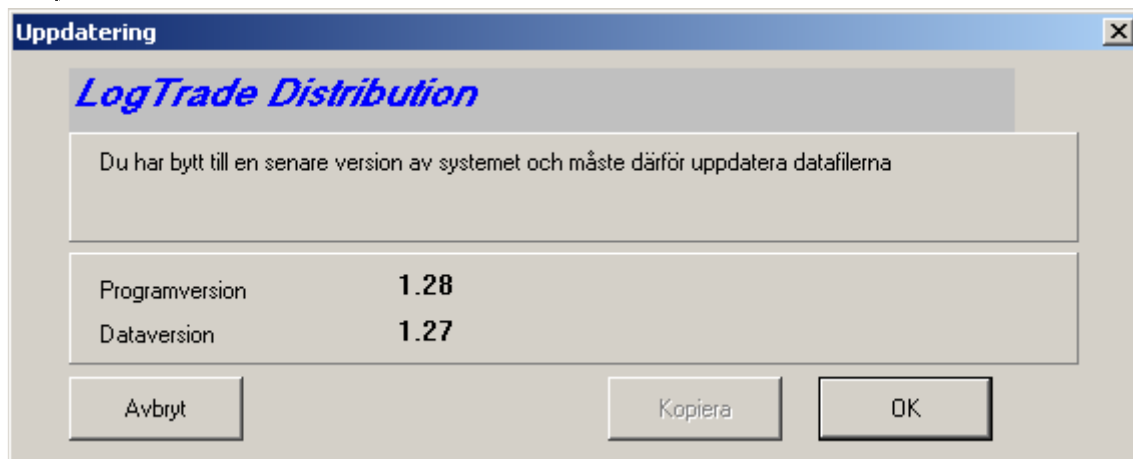 Uppdatering
LogTrade Distribution
Du har bytt till en senare version av systemet och måste därför uppdatera datafilerna
Programversion 1.28
Dataversion 1.27
Avbryt Kopiera OK